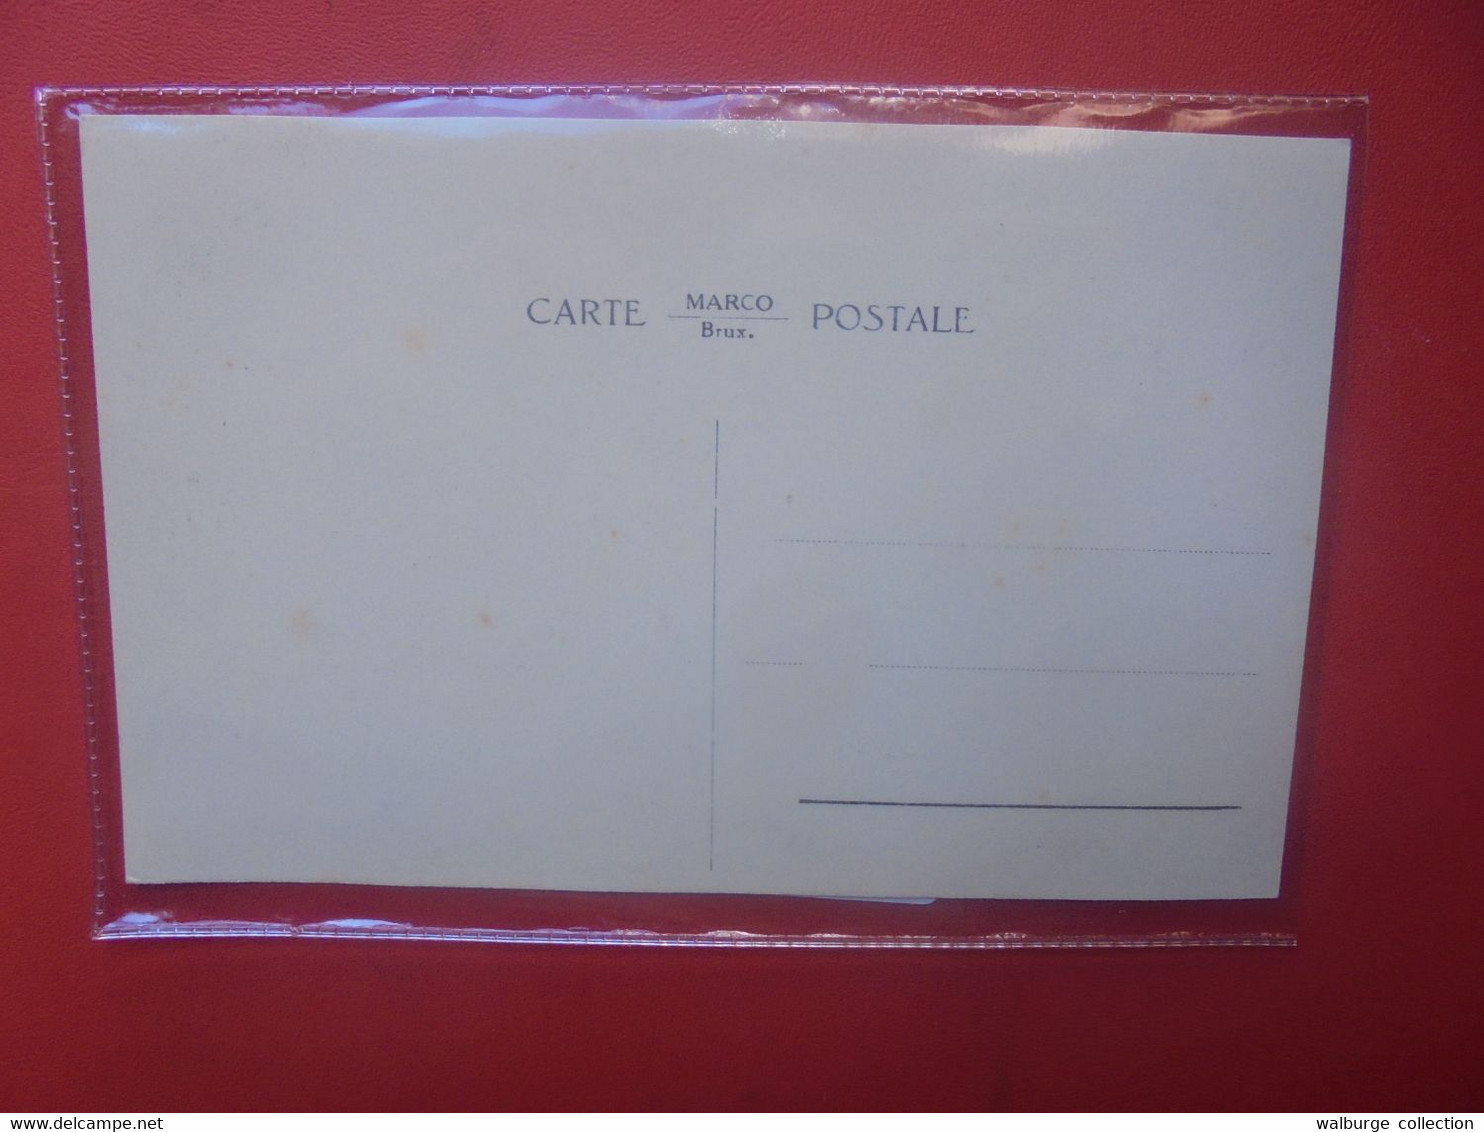 CARTE MARCO POSTALE
Brux.
www.delcampe.net
walburge collection